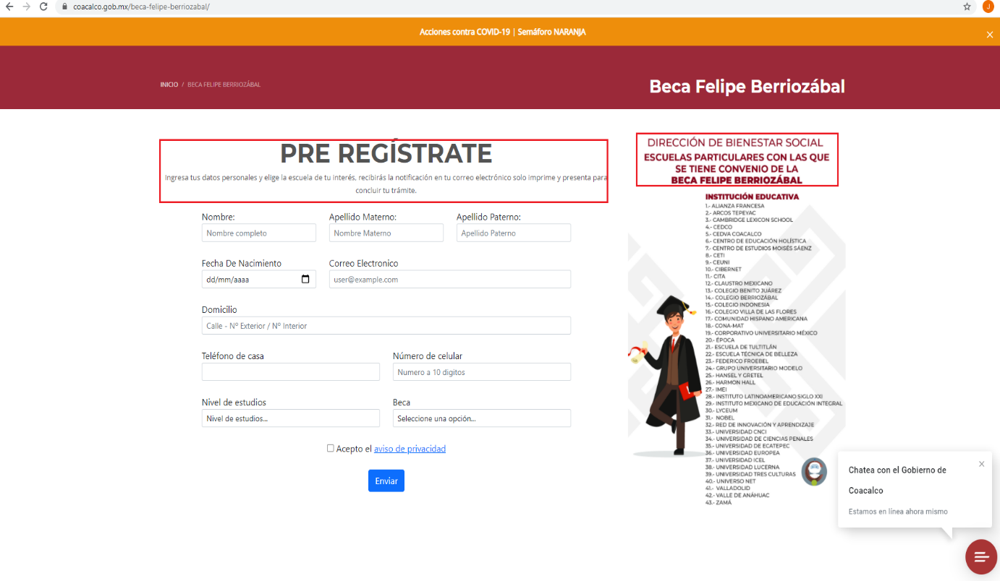 coacalco.gob.mx/beca-felipe-berriozabal/
J
Acciones contra COVID-19 | Semáforo NARANJA
INICIO / BECA FELIPE BERRIOZÁBAL
Beca Felipe Berriozábal
PRE REGÍSTRATE
Ingresa tus datos personales y elige la escuela de tu interés, recibirás la notificación en tu correo electrónico solo imprime y presenta para
concluir tu trámite.
Nombre:
Apellido Materno:
Apellido Paterno:
Nombre completo
Nombre Materno
Apellido Paterno
Fecha De Nacimiento
Correo Electronico
dd/mm/aaaa
user@example.com
Domicilio
Calle - Nº Exterior / Nº Interior
Teléfono de casa
Número de celular
Numero a 10 digitos
Nivel de estudios
Beca
Nivel de estudios...
Seleccione una opción...
Acepto el aviso de privacidad
Enviar
DIRECCIÓN DE BIENESTAR SOCIAL
ESCUELAS PARTICULARES CON LAS QUE
SE TIENE CONVENIO DE LA
BECA FELIPE BERRIOZÁBAL
INSTITUCIÓN EDUCATIVA
1.- ALIANZA FRANCESA
2.- ARCOS TEPEYAC
3.- CAMBRIDGE LEXICON SCHOOL
4.- CEDCO
5.- CEDVA COACALCO
6.- CENTRO DE EDUCACIÓN HOLÍSTICA
7.- CENTRO DE ESTUDIOS MOISÉS SÁENZ
8.- CETI
9.- CEUNI
10.- CIBERNET
11.- CITA
12.- CLAUSTRO MEXICANO
13.- COLEGIO BENITO JUÁREZ
14.- COLEGIO BERRIOZÁBAL
15.- COLEGIO INDONESIA
16.- COLEGIO VILLA DE LAS FLORES
17.- COMUNIDAD HISPANO AMERICANA
18.- CONA-MAT
19.- CORPORATIVO UNIVERSITARIO MÉXICO
20.- ÉPOCA
21.- ESCUELA DE TULTITLÁN
22.- ESCUELA TÉCNICA DE BELLEZA
23.- FEDERICO FROEBEL
24.- GRUPO UNIVERSITARIO MODELO
25.- HANSEL Y GRETEL
26.- HARMON HALL
27.- IMEI
28.- INSTITUTO LATINOAMERICANO SIGLO XXI
29.- INSTITUTO MEXICANO DE EDUCACIÓN INTEGRAL
30.- LYCEUM
31.- NOBEL
32.- RED DE INNOVACIÓN Y APRENDIZAJE
33.- UNIVERSIDAD CNCI
34.- UNIVERSIDAD DE CIENCIAS PENALES
35.- UNIVERSIDAD DE ECATEPEC
36.- UNIVERSIDAD EUROPEA
37.- UNIVERSIDAD ICEL
38.- UNIVERSIDAD LUCERNA
39.- UNIVERSIDAD TRES CULTURAS
40.- UNIVERSO NET
41.- VALLADOLID
42.- VALLE DE ANÁHUAC
43.- ZAMÁ
Chatea con el Gobierno de
Coacalco
Estamos en línea ahora mismo